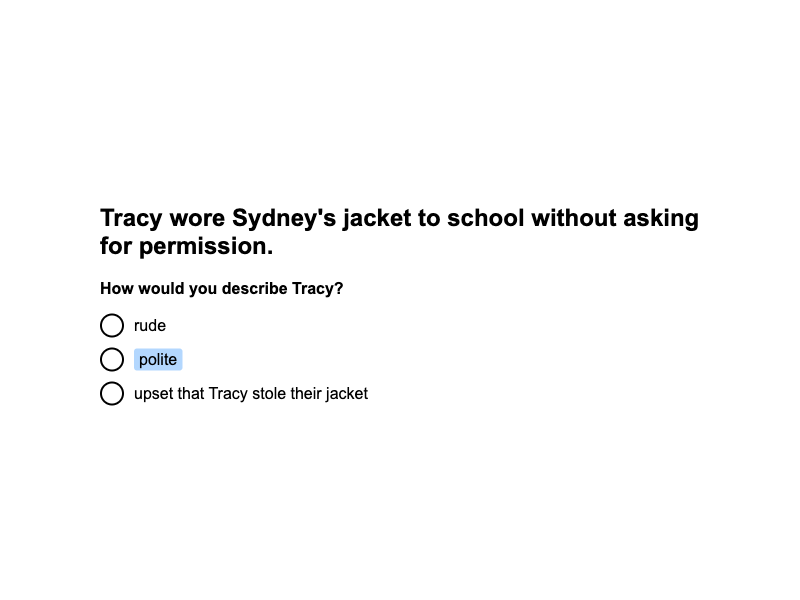 Tracy wore Sydney's jacket to school without asking
for permission.
How would you describe Tracy?
rude
polite
upset that Tracy stole their jacket